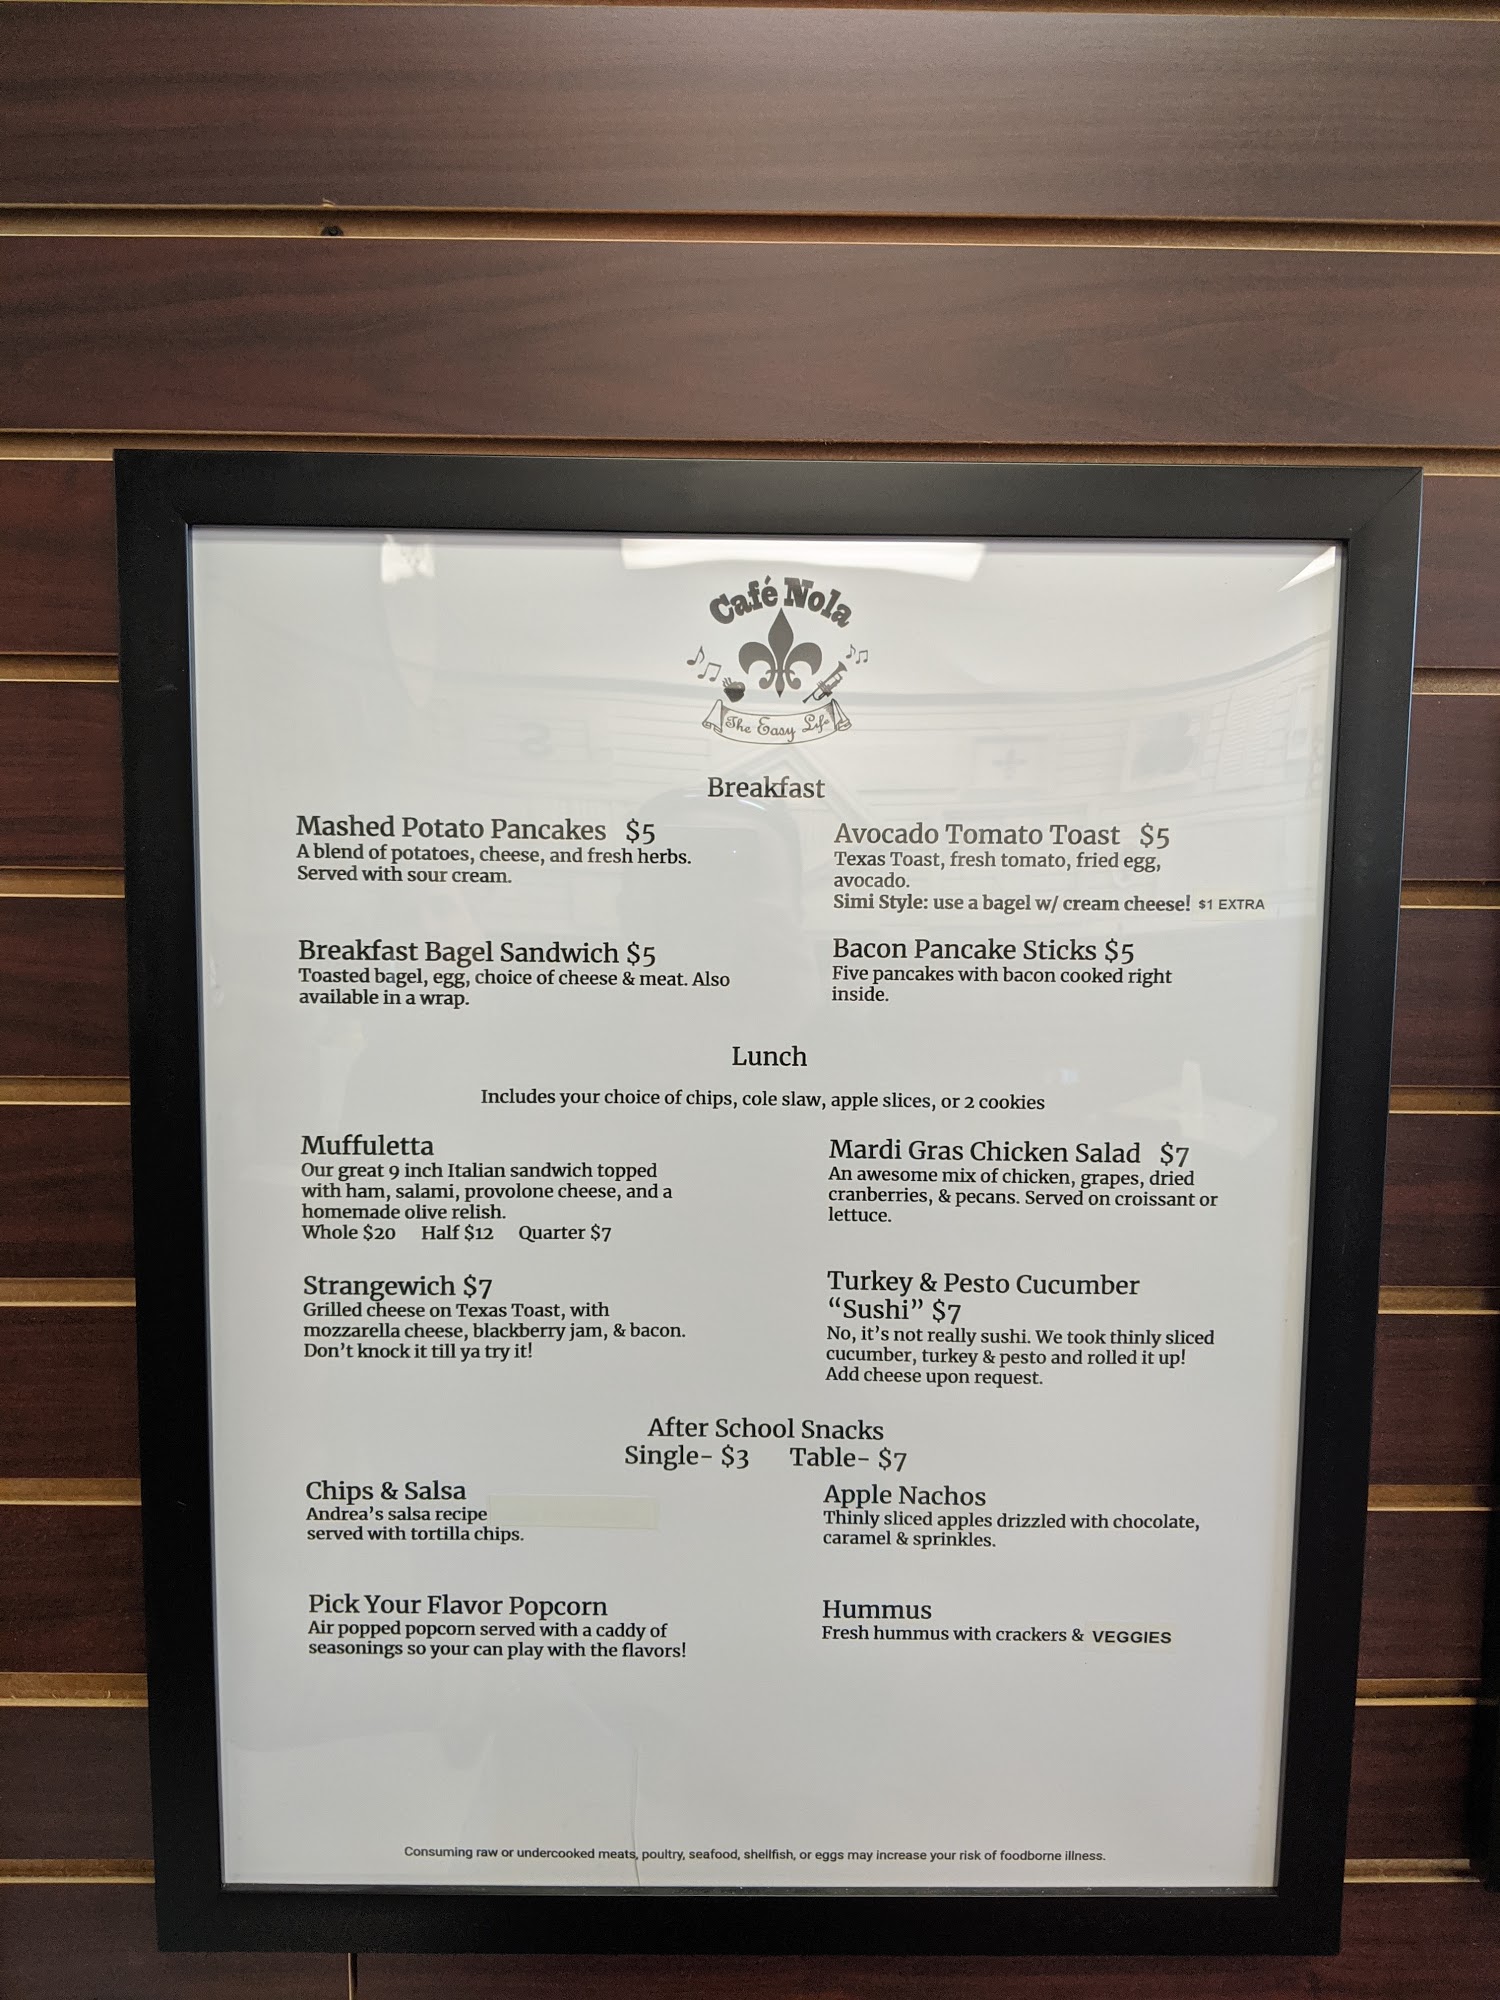 Café Nola
The Easy Life
Breakfast
Mashed Potato Pancakes $5
A blend of potatoes, cheese, and fresh herbs.
Served with sour cream.
Avocado Tomato Toast $5
Texas Toast, fresh tomato, fried egg,
avocado.
Simi Style: use a bagel w/ cream cheese! $1 EXTRA
Breakfast Bagel Sandwich $5
Toasted bagel, egg, choice of cheese & meat. Also
available in a wrap.
Bacon Pancake Sticks $5
Five pancakes with bacon cooked right
inside.
Lunch
Includes your choice of chips, cole slaw, apple slices, or 2 cookies
Muffuletta
Our great 9 inch Italian sandwich topped
with ham, salami, provolone cheese, and a
homemade olive relish.
Whole $20 Half $12 Quarter $7
Mardi Gras Chicken Salad $7
An awesome mix of chicken, grapes, dried
cranberries, & pecans. Served on croissant or
lettuce.
Strangewich $7
Grilled cheese on Texas Toast, with
mozzarella cheese, blackberry jam, & bacon.
Don't knock it till ya try it!
Turkey & Pesto Cucumber
“Sushi” $7
No, it's not really sushi. We took thinly sliced
cucumber, turkey & pesto and rolled it up!
Add cheese upon request.
After School Snacks
Single- $3 Table- $7
Chips & Salsa
Andrea's salsa recipe
served with tortilla chips.
Apple Nachos
Thinly sliced apples drizzled with chocolate,
caramel & sprinkles.
Pick Your Flavor Popcorn
Air popped popcorn served with a caddy of
seasonings so your can play with the flavors!
Hummus
Fresh hummus with crackers & VEGGIES
Consuming raw or undercooked meats, poultry, seafood, shellfish, or eggs may increase your risk of foodborne illness.